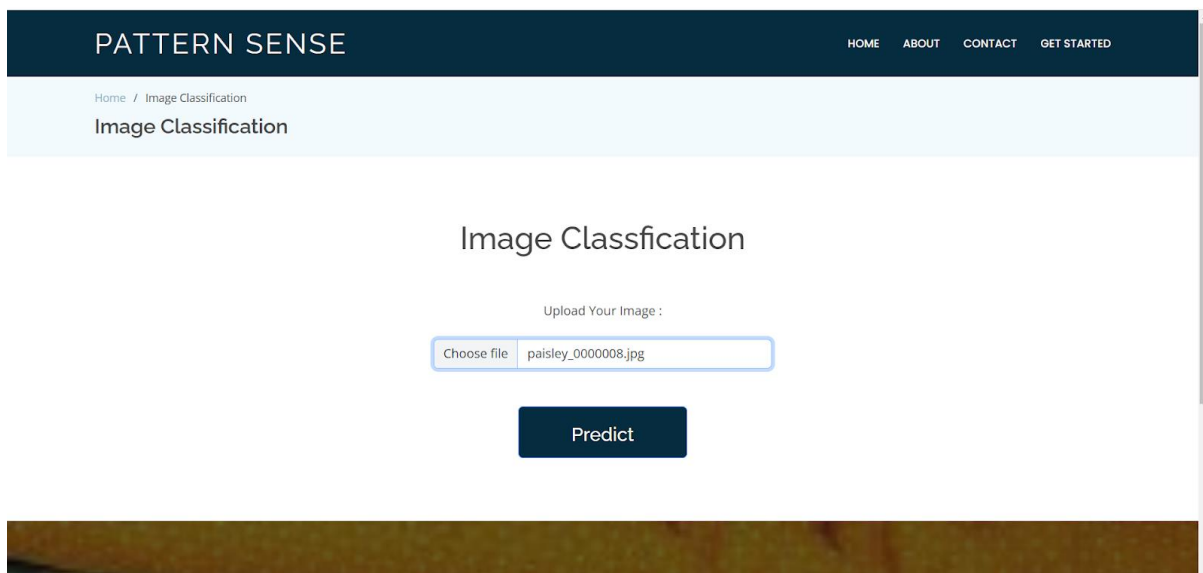 PATTERN SENSE
HOME ABOUT CONTACT GET STARTED
Home / Image Classification
Image Classification
Image Classfication
Upload Your Image :
Choose file paisley_0000008.jpg
Predict